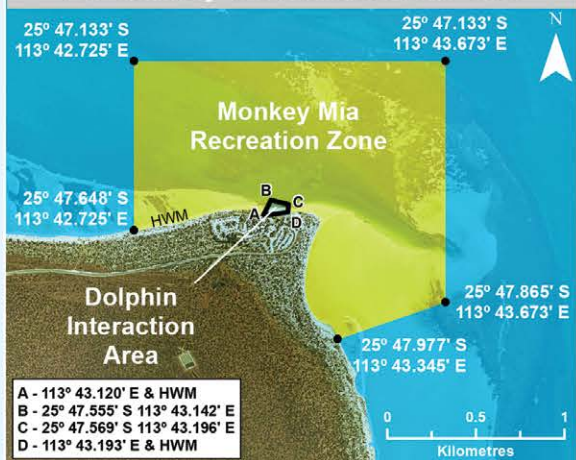 25º 47.133' S
113º 42.725' E
25º 47.133' S
113º 43.673' E
N
Monkey Mia
Recreation Zone
25º 47.648' S
113º 42.725' E
HWM
B
C
A
D
Dolphin
Interaction
Area
25º 47.865' S
113º 43.673' E
25º 47.977' S
113º 43.345' E
A - 113º 43.120' E & HWM
B - 25º 47.555' S 113º 43.142' E
C - 25º 47.569' S 113º 43.196' E
D - 113º 43.193' E & HWM
0 0.5 1
Kilometres